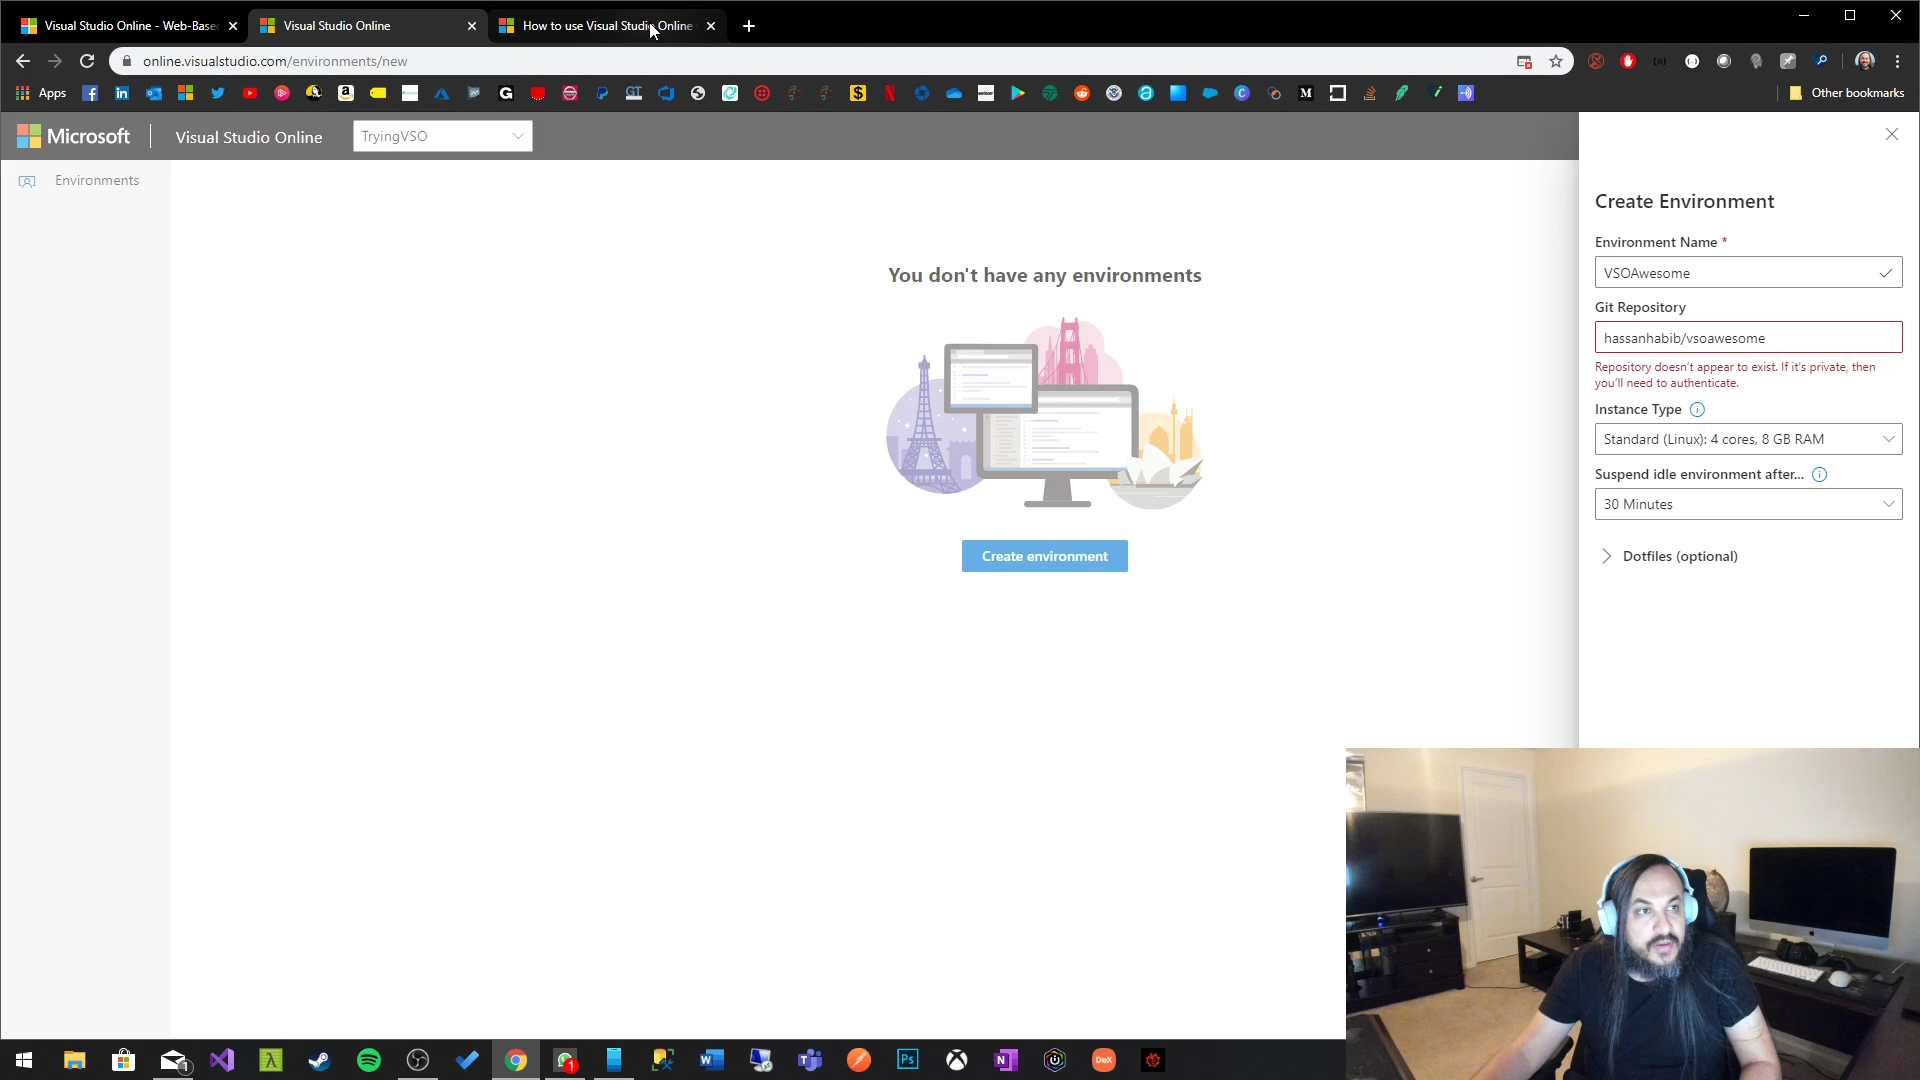 Visual Studio Online - Web-Base
Visual Studio Online
How to use Visual Studio Online
online.visualstudio.com/environments/new
Apps
Other bookmarks
Microsoft
Visual Studio Online
TryingVSO
Environments
You don't have any environments
Create environment
Create Environment
Environment Name *
VSOAwesome
Git Repository
hassanhabib/vsoawesome
Repository doesn't appear to exist. If it's private, then
you'll need to authenticate.
Instance Type
Standard (Linux): 4 cores, 8 GB RAM
Suspend idle environment after...
30 Minutes
Dotfiles (optional)